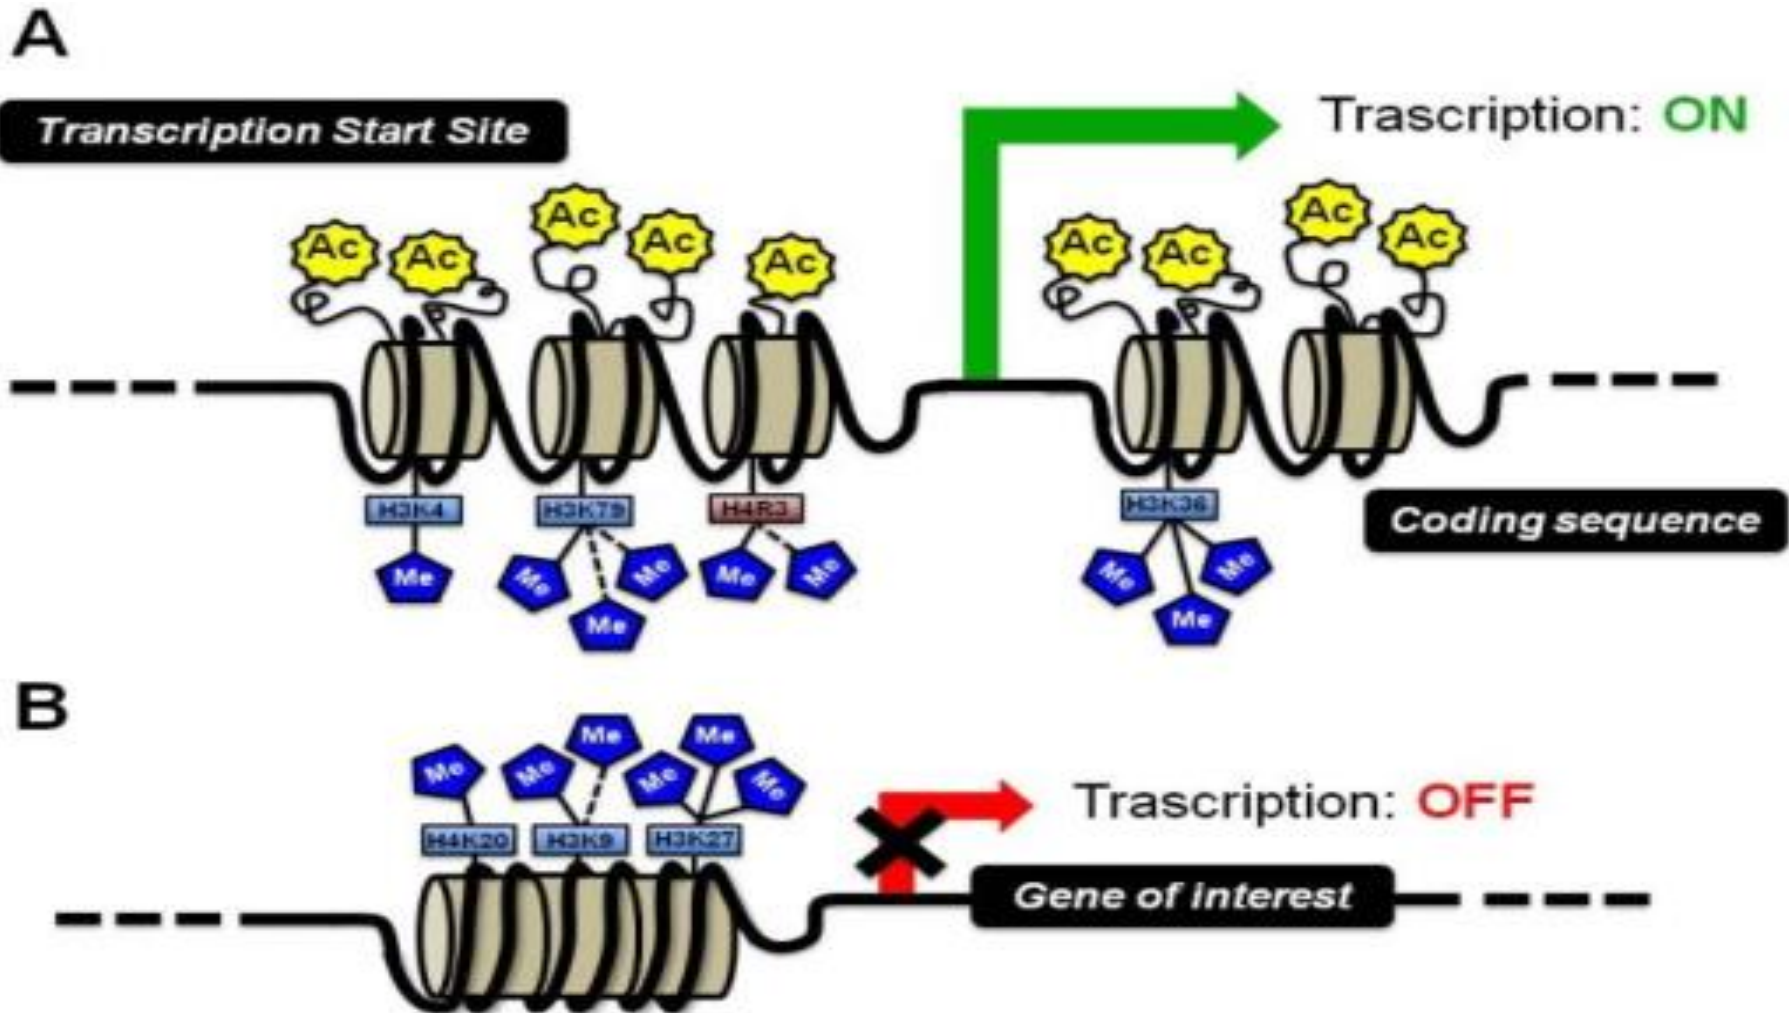 A
Transcription Start Site
Trascription: ON
Ac Ac Ac Ac Ac Ac Ac Ac Ac
H3K4 H3K79 H4R3 H3K36
Coding sequence
Me Me Me Me Me Me Me Me Me
B
Me Me Me Me Me Me
Trascription: OFF
H4K20 H3K9 H3K27
Gene of interest